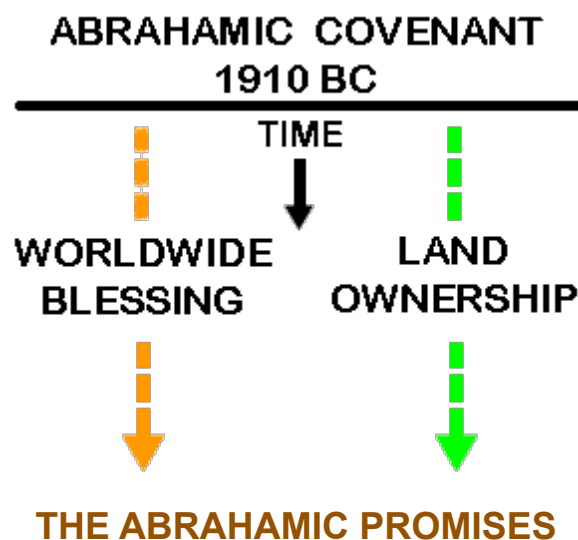 ABRAHAMIC COVENANT
1910 BC
TIME
WORLDWIDE
BLESSING
LAND
OWNERSHIP
THE ABRAHAMIC PROMISES